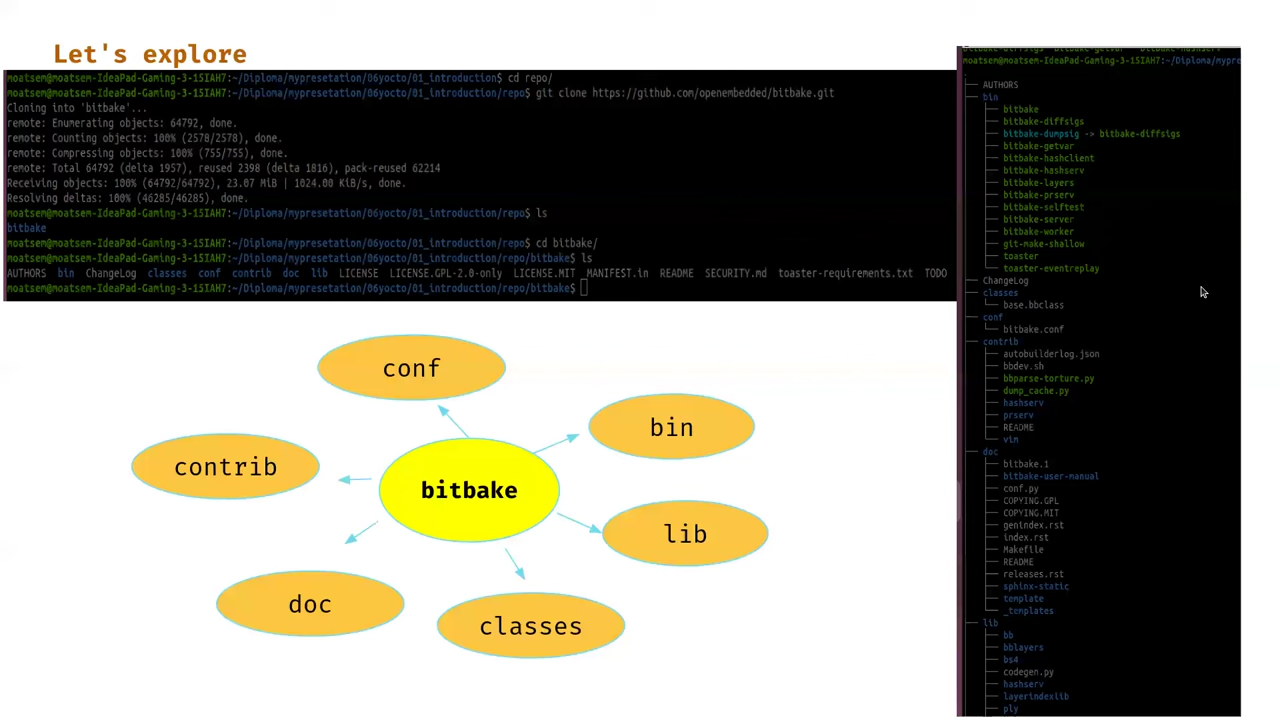 Let's explore
moatsem@moatsem-IdeaPad-Gaming-3-15IAH7:~/Diploma/mypresetation/06yocto/01_introduction$ cd repo/
moatsem@moatsem-IdeaPad-Gaming-3-15IAH7:~/Diploma/mypresetation/06yocto/01_introduction/repo$ git clone https://github.com/openembedded/bitbake.git
Cloning into 'bitbake'...
remote: Enumerating objects: 64792, done.
remote: Counting objects: 100% (2578/2578), done.
remote: Compressing objects: 100% (755/755), done.
remote: Total 64792 (delta 1957), reused 2398 (delta 1816), pack-reused 62214
Receiving objects: 100% (64792/64792), 23.07 MiB | 1024.00 KiB/s, done.
Resolving deltas: 100% (46285/46285), done.
moatsem@moatsem-IdeaPad-Gaming-3-15IAH7:~/Diploma/mypresetation/06yocto/01_introduction/repo$ ls
bitbake
moatsem@moatsem-IdeaPad-Gaming-3-15IAH7:~/Diploma/mypresetation/06yocto/01_introduction/repo$ cd bitbake/
moatsem@moatsem-IdeaPad-Gaming-3-15IAH7:~/Diploma/mypresetation/06yocto/01_introduction/repo/bitbake$ ls
AUTHORS bin ChangeLog classes conf contrib doc lib LICENSE LICENSE.GPL-2.0-only LICENSE.MIT MANIFEST.in README SECURITY.md toaster-requirements.txt TODO
moatsem@moatsem-IdeaPad-Gaming-3-15IAH7:~/Diploma/mypresetation/06yocto/01_introduction/repo/bitbake$
conf
bin
contrib
bitbake
lib
doc
classes
moatsem@moatsem-IdeaPad-Gaming-3-15IAH7:~/Diploma/mypre
.
AUTHORS
bin
bitbake
bitbake-diffsigs
bitbake-dumpsig -> bitbake-diffsigs
bitbake-getvar
bitbake-hashclient
bitbake-hashserv
bitbake-layers
bitbake-prserv
bitbake-selftest
bitbake-server
bitbake-worker
git-make-shallow
toaster
toaster-eventreplay
ChangeLog
classes
base.bbclass
conf
bitbake.conf
contrib
autobuilderlog.json
bbdev.sh
bbparse-torture.py
dump_cache.py
hashserv
prserv
README
vim
doc
bitbake.1
bitbake-user-manual
conf.py
COPYING.GPL
COPYING.MIT
genindex.rst
index.rst
Makefile
README
releases.rst
sphinx-static
template
_templates
lib
bb
bblayers
bs4
codegen.py
hashserv
layerindexlib
ply